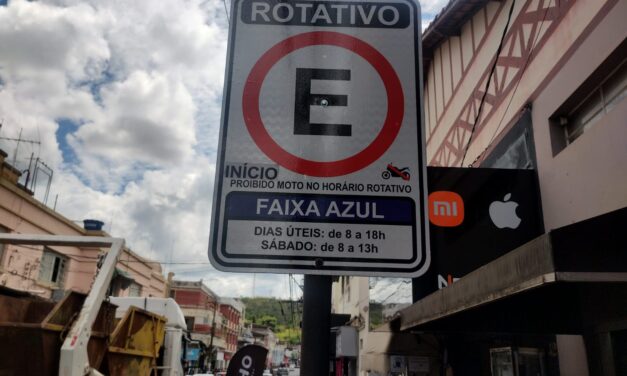 ROTATIVO
E
INÍCIO
PROIBIDO MOTO NO HORÁRIO ROTATIVO
FAIXA AZUL
DIAS ÚTEIS: de 8 a 18h
SÁBADO: de 8 a 13h
mi